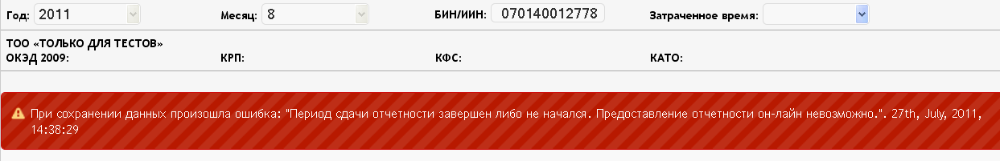 Год: 2011 Месяц: 8 БИН/ИИН: 070140012778 Затраченное время:
ТОО «ТОЛЬКО ДЛЯ ТЕСТОВ»
ОКЭД 2009: КРП: КФС: КАТО:
При сохранении данных произошла ошибка: "Период сдачи отчетности завершен либо не начался. Предоставление отчетности он-лайн невозможно.". 27th, July, 2011,
14:38:29